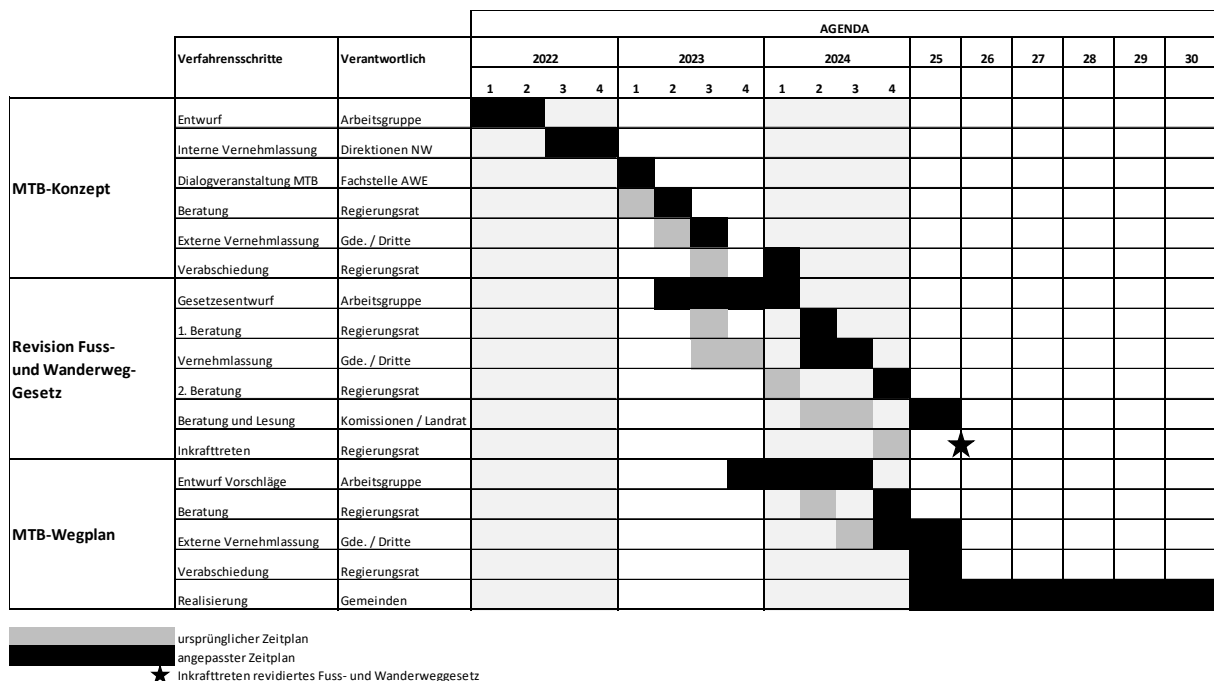 AGENDA
Verfahrensschritte Verantwortlich 2022 2023 2024 25 26 27 28 29 30
1 2 3 4 1 2 3 4 1 2 3 4
MTB-Konzept
Entwurf Arbeitsgruppe
Interne Vernehmlassung Direktionen NW
Dialogveranstaltung MTB Fachstelle AWE
Beratung Regierungsrat
Externe Vernehmlassung Gde. / Dritte
Verabschiedung Regierungsrat
Revision Fuss-
und Wanderweg-
Gesetz
Gesetzesentwurf Arbeitsgruppe
1. Beratung Regierungsrat
Vernehmlassung Gde. / Dritte
2. Beratung Regierungsrat
Beratung und Lesung Komissionen / Landrat
Inkrafttreten Regierungsrat
MTB-Wegplan
Entwurf Vorschläge Arbeitsgruppe
Beratung Regierungsrat
Externe Vernehmlassung Gde. / Dritte
Verabschiedung Regierungsrat
Realisierung Gemeinden
ursprünglicher Zeitplan
angepasster Zeitplan
Inkrafttreten revidiertes Fuss- und Wanderweggesetz